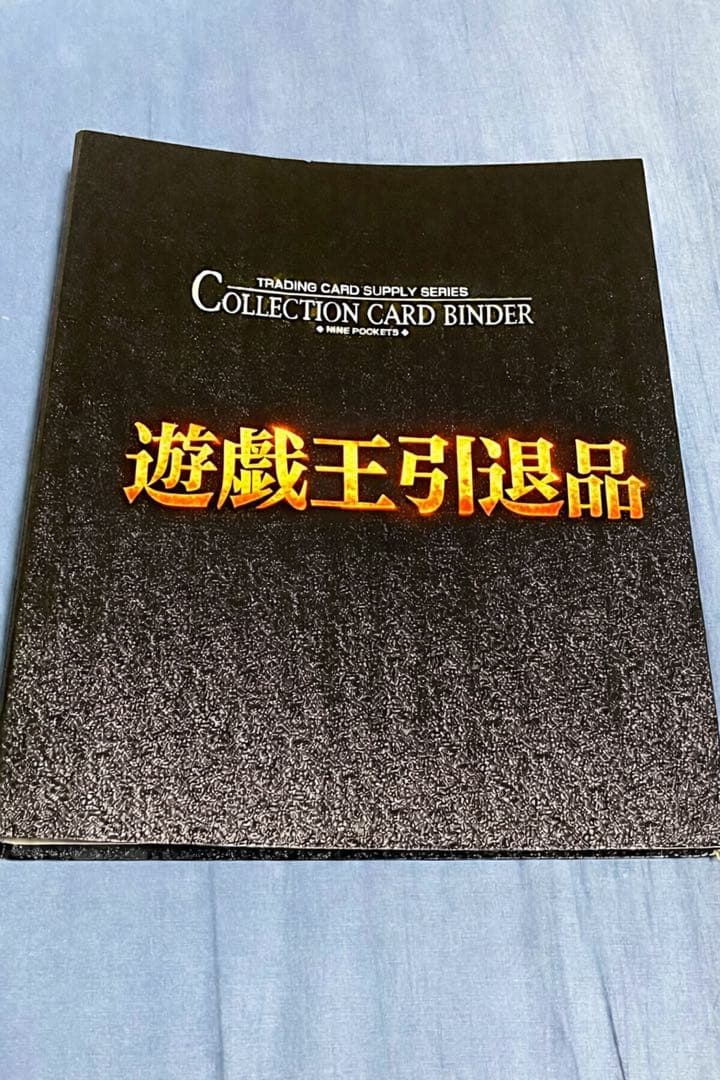 TRADING CARD SUPPLY SERIES
COLLECTION CARD BINDER
◆ NINE POCKETS ◆
遊戯王引退品